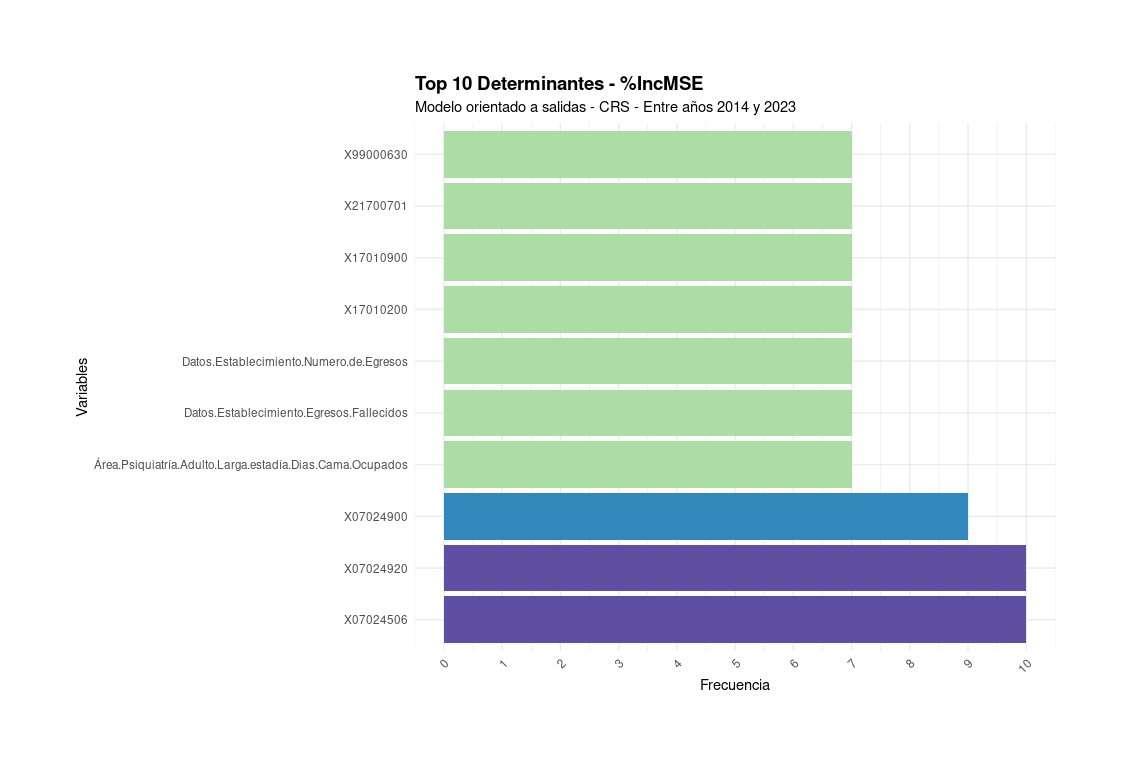 Top 10 Determinantes - %IncMSE
Modelo orientado a salidas - CRS - Entre años 2014 y 2023
Variables
X99000630
X21700701
X17010900
X17010200
Datos.Establecimiento.Numero.de.Egresos
Datos.Establecimiento.Egresos.Fallecidos
Área.Psiquiatría.Adulto.Larga.estadía.Dias.Cama.Ocupados
X07024900
X07024920
X07024506
0 1 2 3 4 5 6 7 8 9 10
Frecuencia